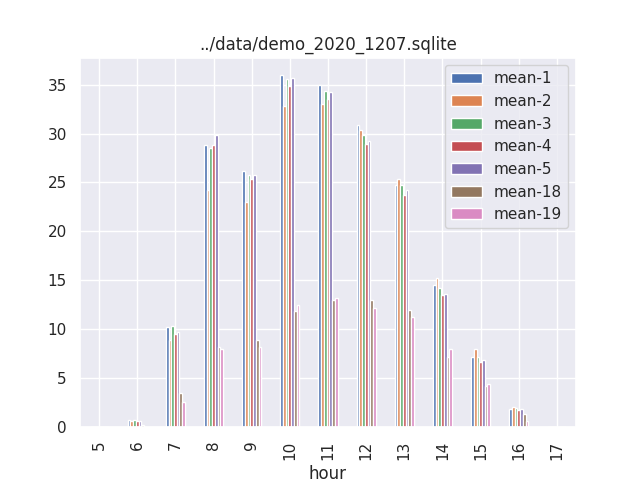 ../data/demo_2020_1207.sqlite
35
30
25
20
15
10
5
0
mean-1
mean-2
mean-3
mean-4
mean-5
mean-18
mean-19
5 6 7 8 9 10 11 12 13 14 15 16 17
hour